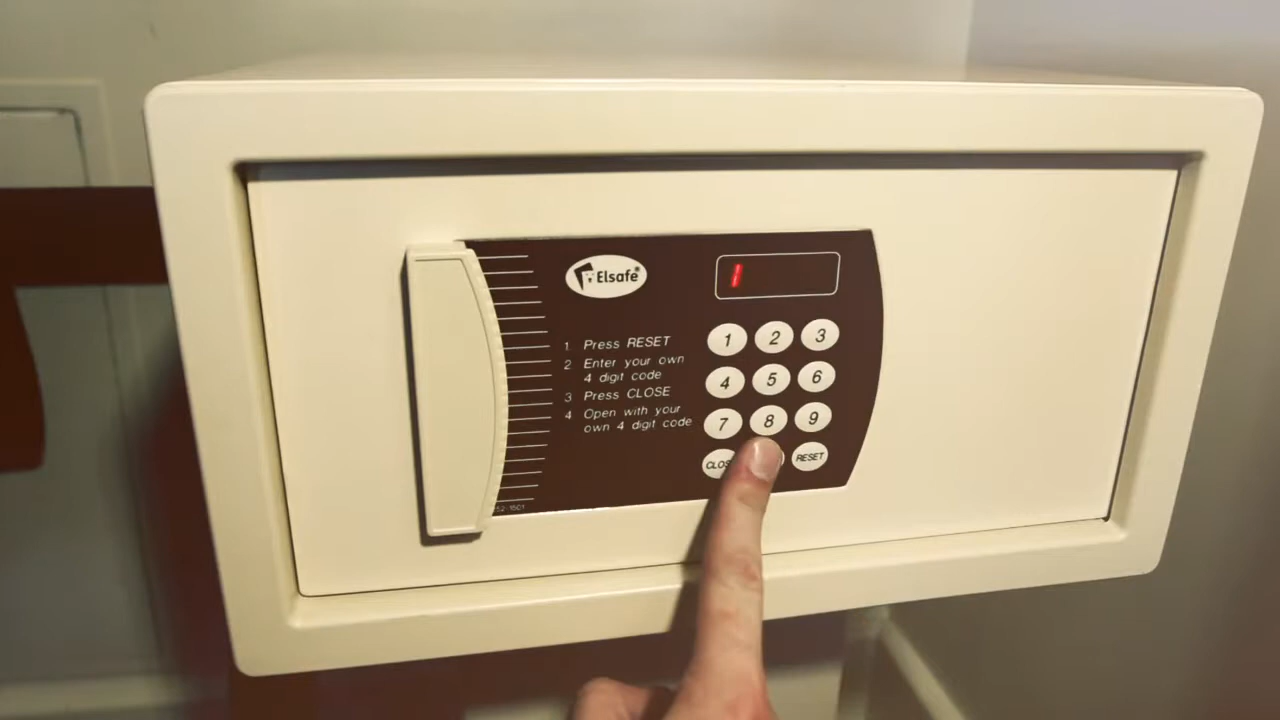 Elsafe®
1
1 Press RESET
2 Enter your own
4 digit code
3 Press CLOSE
4 Open with your
own 4 digit code
1 2 3
4 5 6
7 8 9
RESET